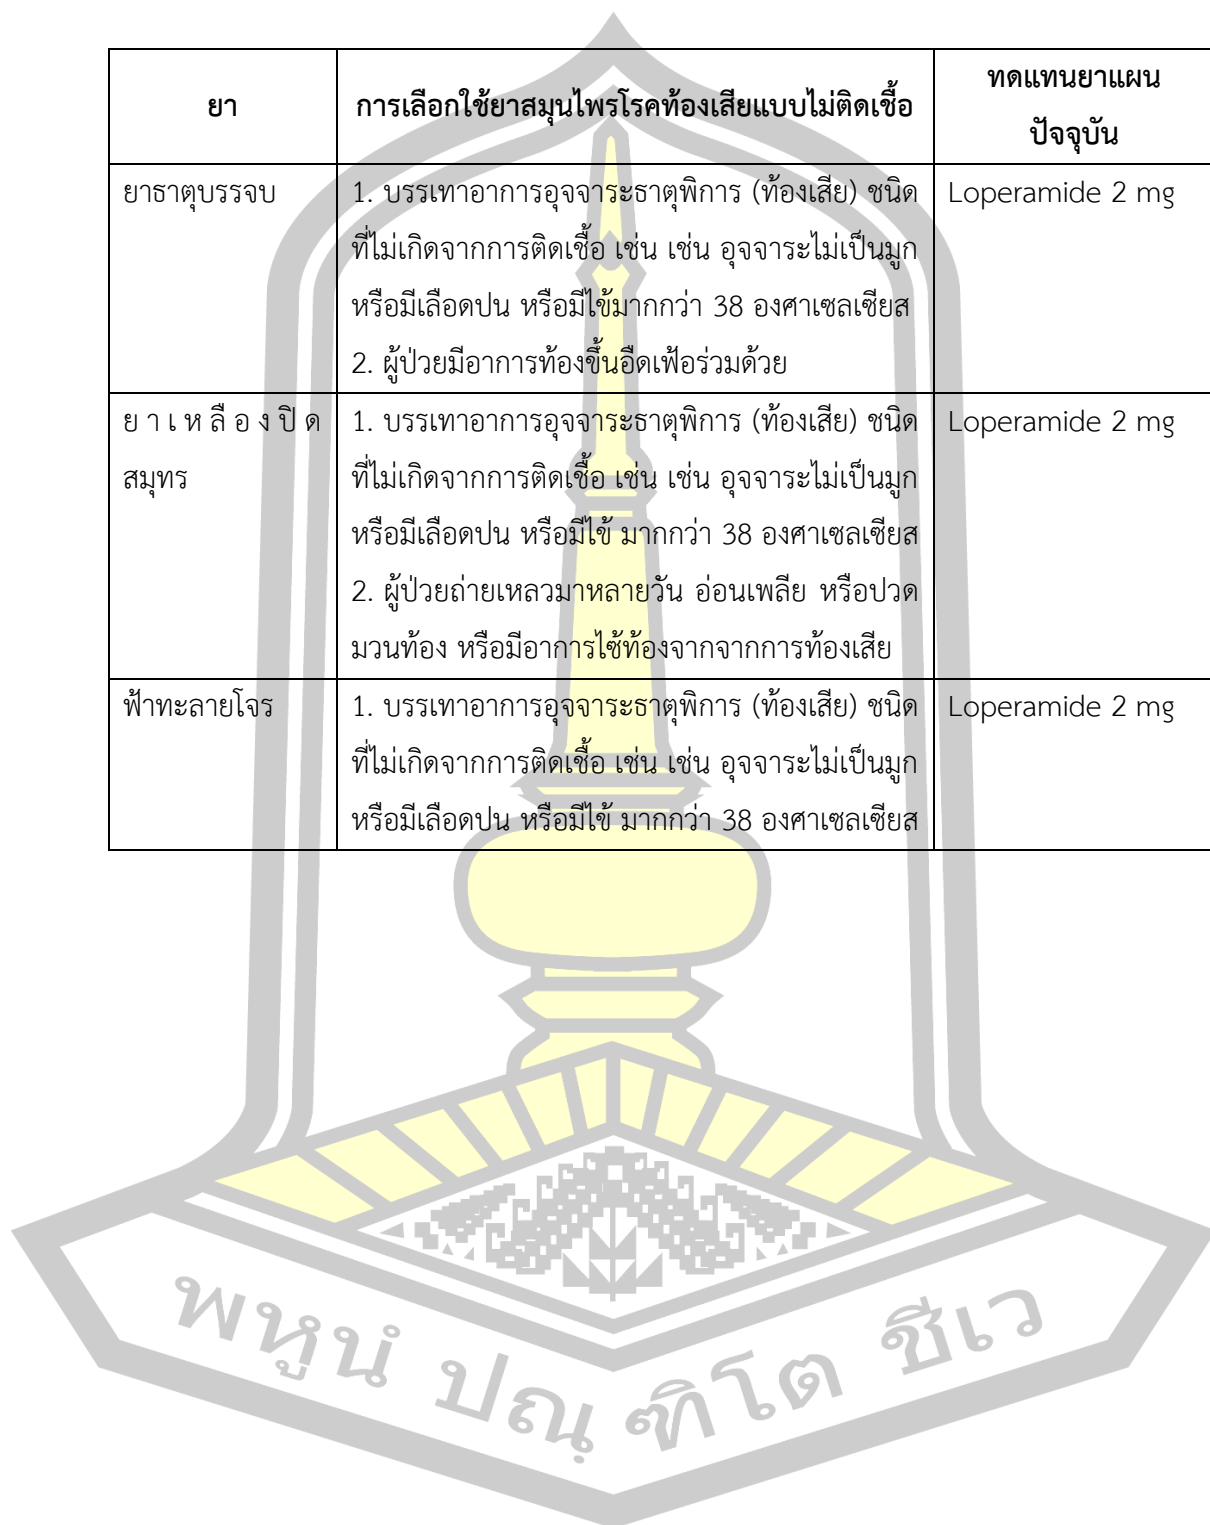 ยา
การเลือกใช้ยาสมุนไพรโรคท้องเสียแบบไม่ติดเชื้อ
ทดแทนยาแผน
ปัจจุบัน
ยาธาตุบรรจบ
1. บรรเทาอาการอุจจาระธาตุพิการ (ท้องเสีย) ชนิด
ที่ไม่เกิดจากการติดเชื้อ เช่น เช่น อุจจาระไม่เป็นมูก
หรือมีเลือดปน หรือมีไข้มากกว่า 38 องศาเซลเซียส
2. ผู้ป่วยมีอาการท้องขึ้นอืดเฟ้อร่วมด้วย
Loperamide 2 mg
ยาเหลืองปิด
สมุทร
1. บรรเทาอาการอุจจาระธาตุพิการ (ท้องเสีย) ชนิด
ที่ไม่เกิดจากการติดเชื้อ เช่น เช่น อุจจาระไม่เป็นมูก
หรือมีเลือดปน หรือมีไข้ มากกว่า 38 องศาเซลเซียส
2. ผู้ป่วยถ่ายเหลวมาหลายวัน อ่อนเพลีย หรือปวด
มวนท้อง หรือมีอาการไซ้ท้องจากจากการท้องเสีย
Loperamide 2 mg
ฟ้าทะลายโจร
1. บรรเทาอาการอุจจาระธาตุพิการ (ท้องเสีย) ชนิด
ที่ไม่เกิดจากการติดเชื้อ เช่น เช่น อุจจาระไม่เป็นมูก
หรือมีเลือดปน หรือมีไข้ มากกว่า 38 องศาเซลเซียส
Loperamide 2 mg
พหูนํ ปณฺฑิโต ชีเว